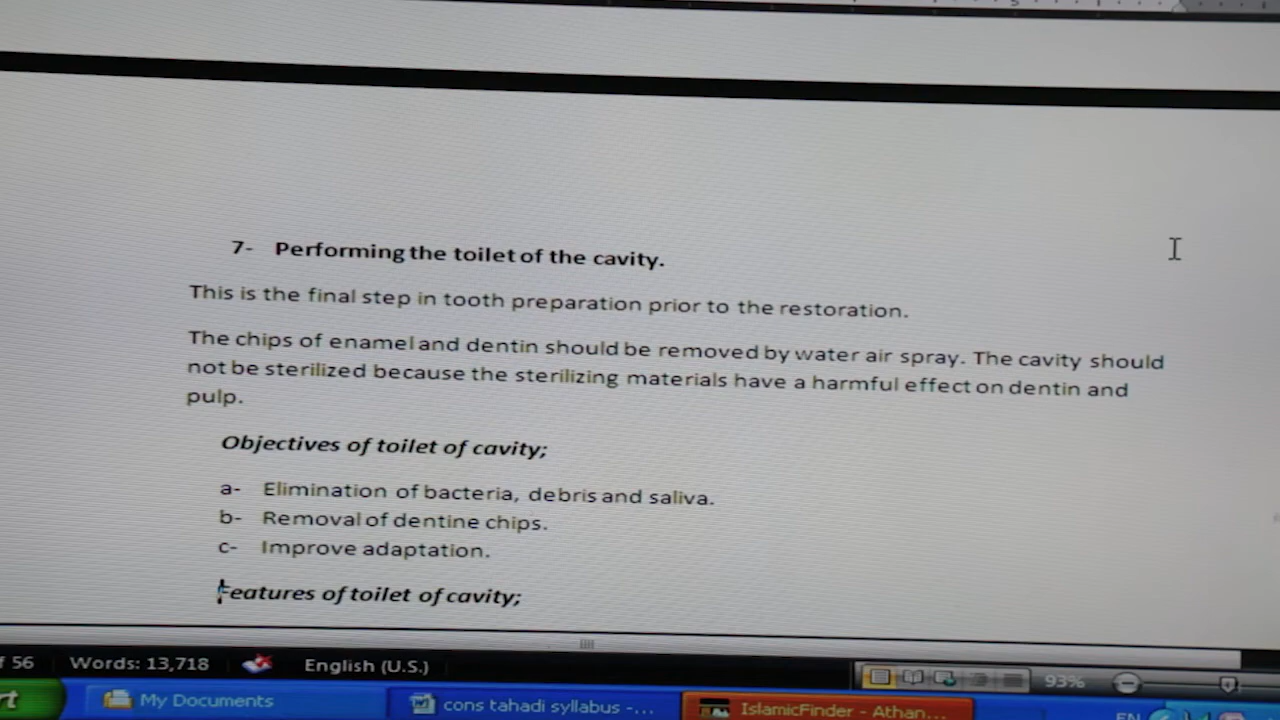 7- Performing the toilet of the cavity.
This is the final step in tooth preparation prior to the restoration.
The chips of enamel and dentin should be removed by water air spray. The cavity should
not be sterilized because the sterilizing materials have a harmful effect on dentin and
pulp.
Objectives of toilet of cavity;
a- Elimination of bacteria, debris and saliva.
b- Removal of dentine chips.
c- Improve adaptation.
Features of toilet of cavity;
56 Words: 13,718 English (U.S.) 93%
My Documents cons tahadi syllabus -... IslamicFinder - Athan... EN